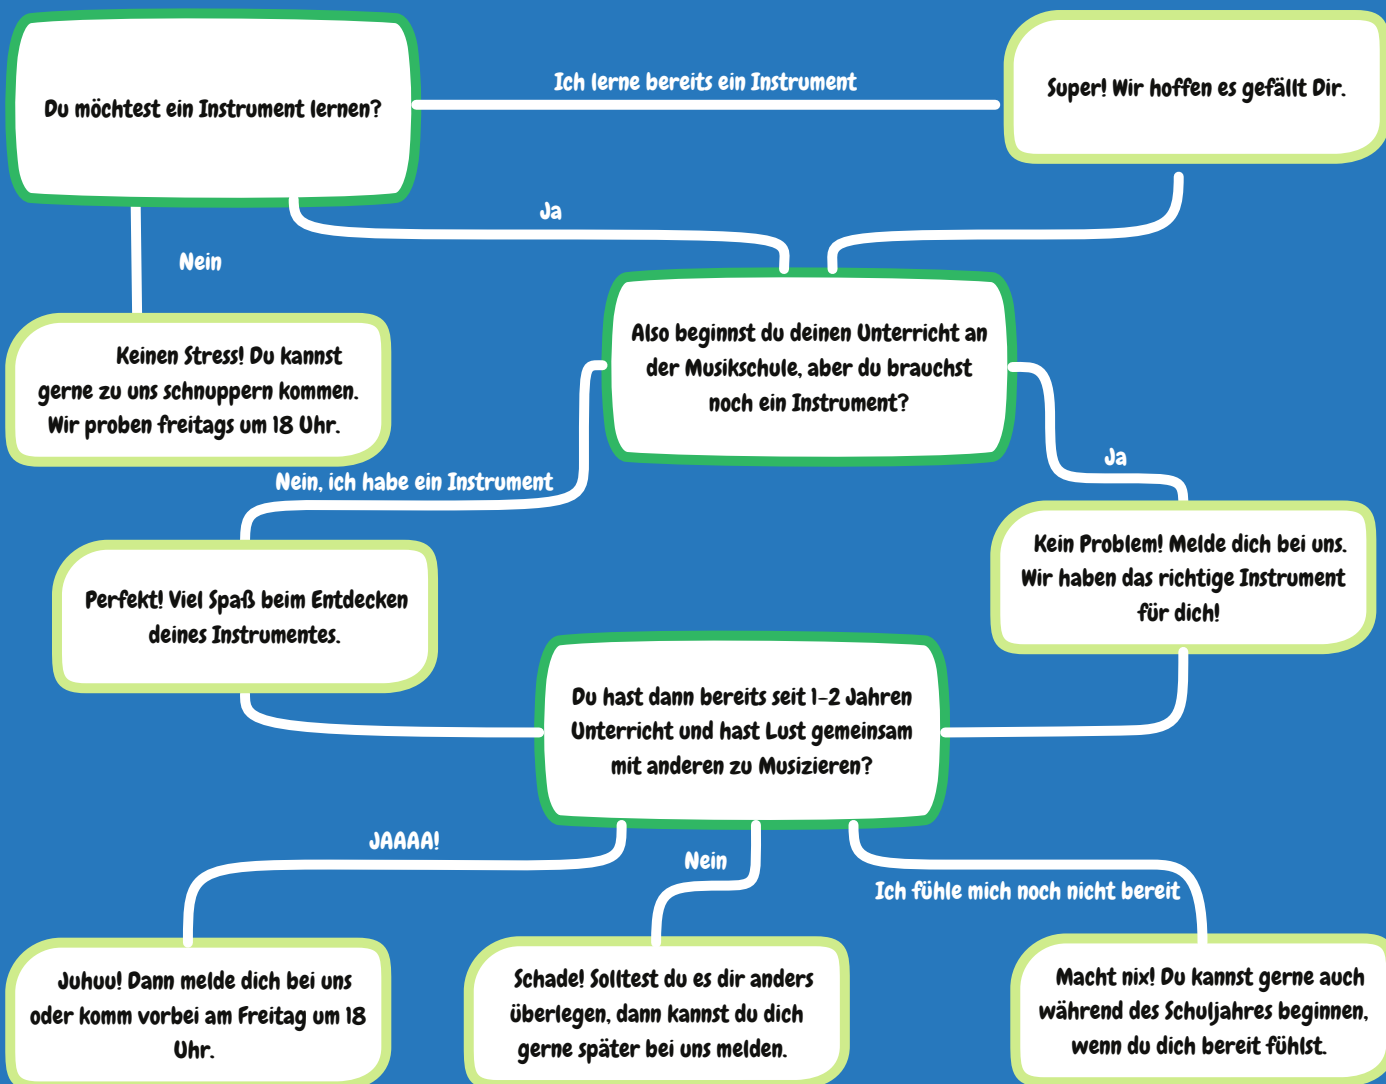 Du möchtest ein Instrument lernen?
Ich lerne bereits ein Instrument
Super! Wir hoffen es gefällt Dir.
Ja
Nein
Keinen Stress! Du kannst
gerne zu uns schnuppern kommen.
Wir proben freitags um 18 Uhr.
Also beginnst du deinen Unterricht an
der Musikschule, aber du brauchst
noch ein Instrument?
Nein, ich habe ein Instrument
Ja
Perfekt! Viel Spaß beim Entdecken
deines Instrumentes.
Kein Problem! Melde dich bei uns.
Wir haben das richtige Instrument
für dich!
Du hast dann bereits seit 1-2 Jahren
Unterricht und hast Lust gemeinsam
mit anderen zu Musizieren?
JAAAA!
Nein
Ich fühle mich noch nicht bereit
Juhuu! Dann melde dich bei uns
oder komm vorbei am Freitag um 18
Uhr.
Schade! Solltest du es dir anders
überlegen, dann kannst du dich
gerne später bei uns melden.
Macht nix! Du kannst gerne auch
während des Schuljahres beginnen,
wenn du dich bereit fühlst.